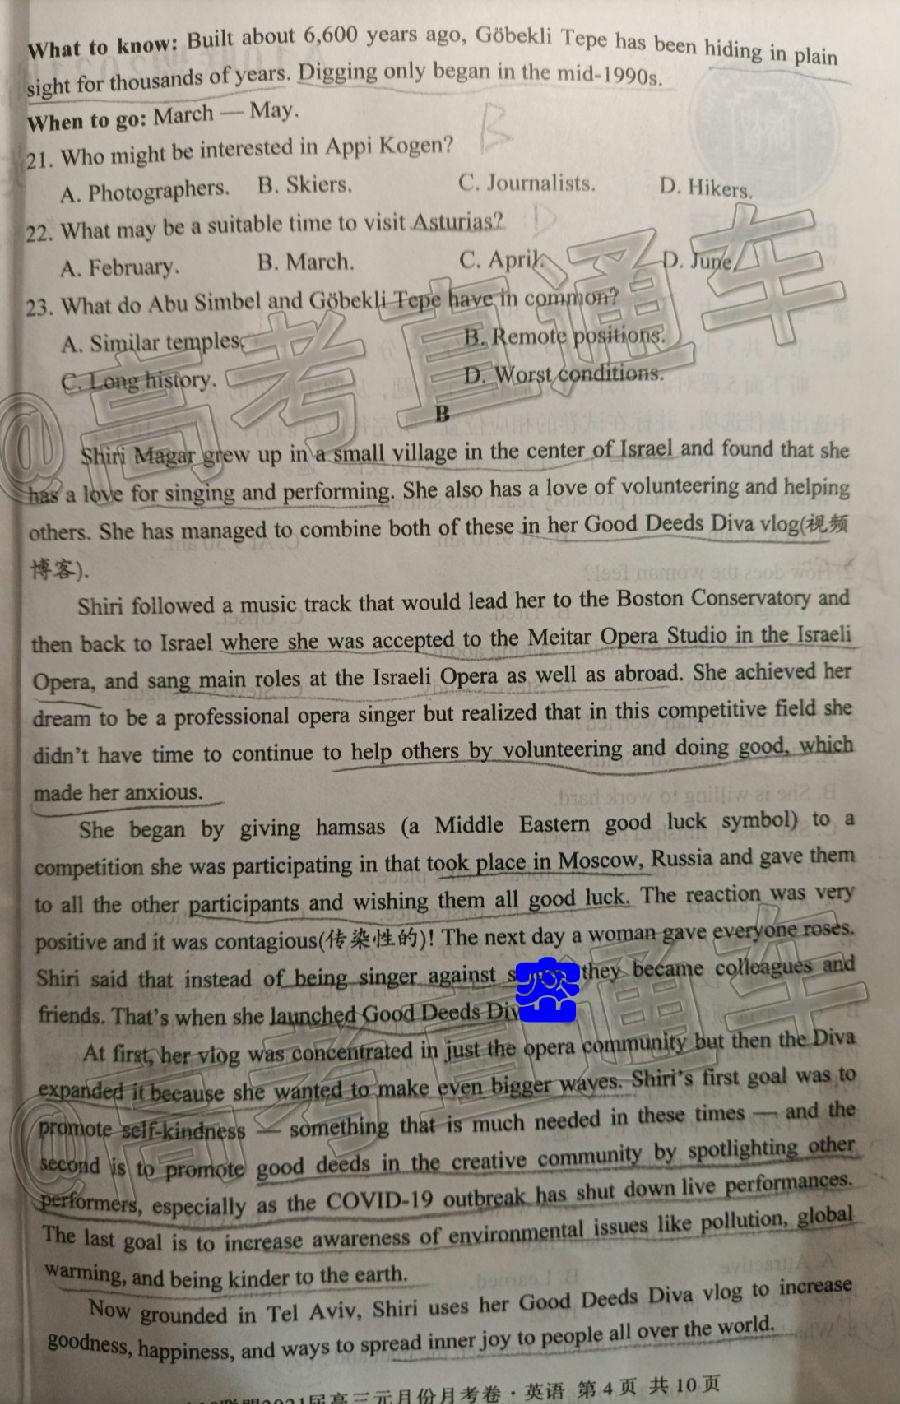 What to know: Built about 6,600 years ago, Göbekli Tepe has been hiding in plain
sight for thousands of years. Digging only began in the mid-1990s.
When to go: March — May.
21. Who might be interested in Appi Kogen?
B
A. Photographers. B. Skiers. C. Journalists. D. Hikers.
22. What may be a suitable time to visit Asturias?
D
A. February. B. March. C. April. D. June.
23. What do Abu Simbel and Göbekli Tepe have in common?
A. Similar temples. B. Remote positions.
C. Long history. D. Worst conditions.
@高考直通车
B
Shiri Magar grew up in a small village in the center of Israel and found that she
has a love for singing and performing. She also has a love of volunteering and helping
others. She has managed to combine both of these in her Good Deeds Diva vlog(视频
博客).
Shiri followed a music track that would lead her to the Boston Conservatory and
then back to Israel where she was accepted to the Meitar Opera Studio in the Israeli
Opera, and sang main roles at the Israeli Opera as well as abroad. She achieved her
dream to be a professional opera singer but realized that in this competitive field she
didn't have time to continue to help others by volunteering and doing good, which
made her anxious.
She began by giving hamsas (a Middle Eastern good luck symbol) to a
competition she was participating in that took place in Moscow, Russia and gave them
to all the other participants and wishing them all good luck. The reaction was very
positive and it was contagious(传染性的)! The next day a woman gave everyone roses.
Shiri said that instead of being singer against they became colleagues and
friends. That's when she launched Good Deeds
At first, her vlog was concentrated in just the opera community but then the Diva
expanded it because she wanted to make even bigger waves. Shiri's first goal was to
promote self-kindness — something that is much needed in these times — and the
second is to promote good deeds in the creative community by spotlighting other
performers, especially as the COVID-19 outbreak has shut down live performances.
The last goal is to increase awareness of environmental issues like pollution, global
warming, and being kinder to the earth.
@高考直通车
Now grounded in Tel Aviv, Shiri uses her Good Deeds Diva vlog to increase
goodness, happiness, and ways to spread inner joy to people all over the world.
2021届高三元月份月考卷·英语 第4页 共10页